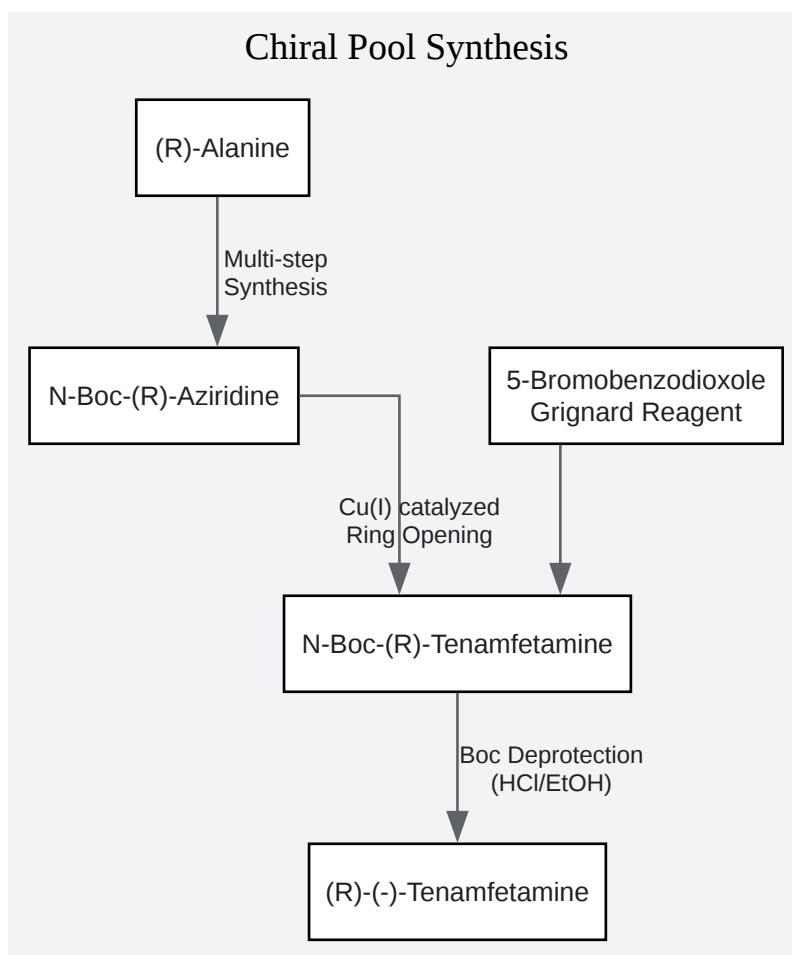 Chiral Pool Synthesis
(R)-Alanine
Multi-step
Synthesis
N-Boc-(R)-Aziridine
5-Bromobenzodioxole
Grignard Reagent
Cu(I) catalyzed
Ring Opening
N-Boc-(R)-Tenamfetamine
Boc Deprotection
(HCl/EtOH)
(R)-(-)-Tenamfetamine